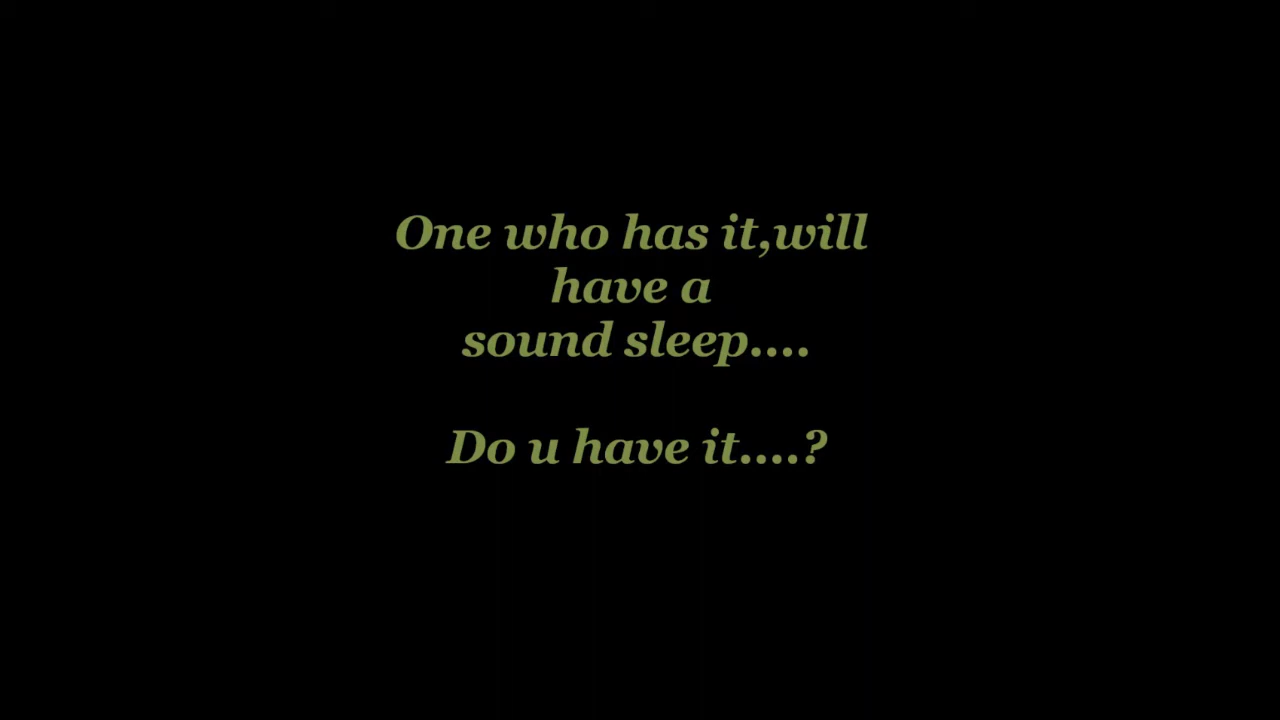 One who has it,will
have a
sound sleep....
Do u have it....?